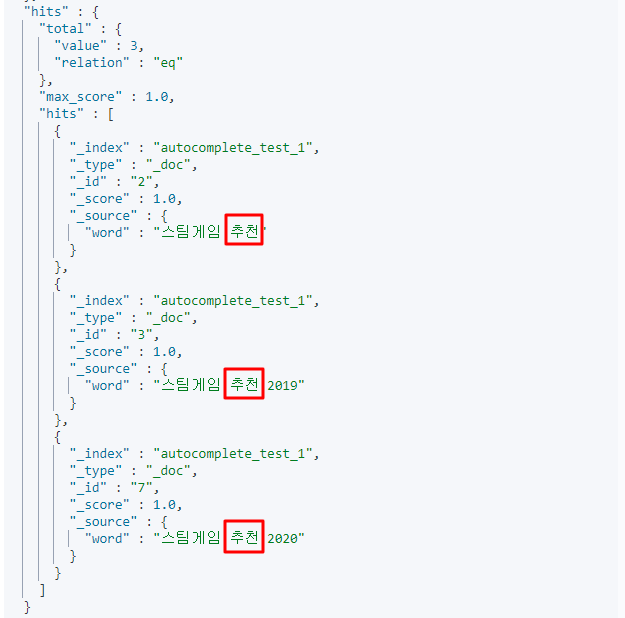 "hits" : {
"total" : {
"value" : 3,
"relation" : "eq"
},
"max_score" : 1.0,
"hits" : [
{
"_index" : "autocomplete_test_1",
"_type" : "_doc",
"_id" : "2",
"_score" : 1.0,
"_source" : {
"word" : "스팀게임 추천"
}
},
{
"_index" : "autocomplete_test_1",
"_type" : "_doc",
"_id" : "3",
"_score" : 1.0,
"_source" : {
"word" : "스팀게임 추천 2019"
}
},
{
"_index" : "autocomplete_test_1",
"_type" : "_doc",
"_id" : "7",
"_score" : 1.0,
"_source" : {
"word" : "스팀게임 추천 2020"
}
}
]
}